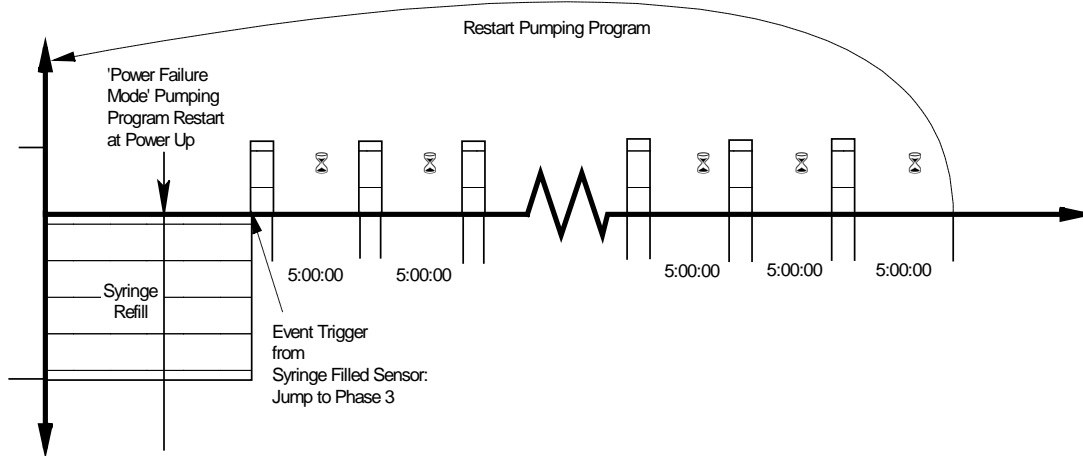 Restart Pumping Program
'Power Failure
Mode' Pumping
Program Restart
at Power Up
5:00:00
5:00:00
5:00:00
5:00:00
5:00:00
Syringe
Refill
Event Trigger
from
Syringe Filled Sensor:
Jump to Phase 3